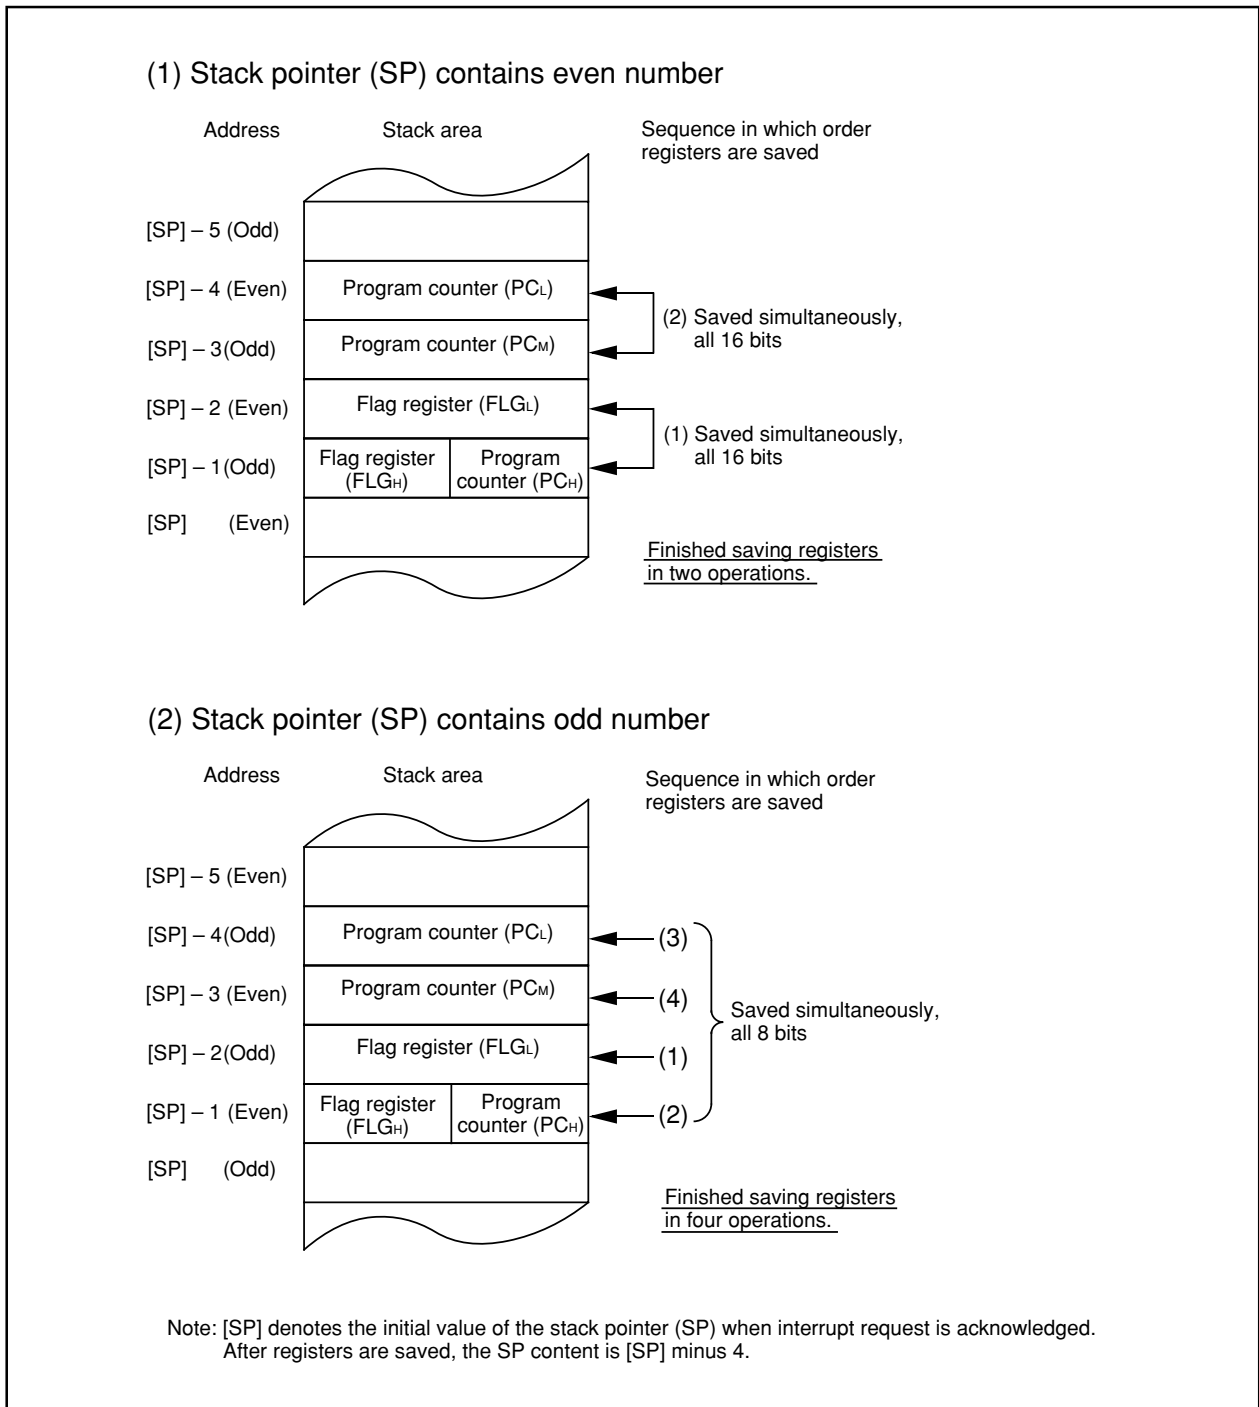 (1) Stack pointer (SP) contains even number
Address Stack area Sequence in which order
registers are saved
[SP] – 5 (Odd)
[SP] – 4 (Even) Program counter (PCL)
(2) Saved simultaneously,
all 16 bits
[SP] – 3(Odd) Program counter (PCM)
[SP] – 2 (Even) Flag register (FLGL)
(1) Saved simultaneously,
all 16 bits
[SP] – 1(Odd) Flag register Program
(FLGH) counter (PCH)
[SP] (Even)
Finished saving registers
in two operations.
(2) Stack pointer (SP) contains odd number
Address Stack area Sequence in which order
registers are saved
[SP] – 5 (Even)
[SP] – 4(Odd) Program counter (PCL) (3)
[SP] – 3 (Even) Program counter (PCM) (4)
Saved simultaneously,
all 8 bits
[SP] – 2(Odd) Flag register (FLGL) (1)
[SP] – 1 (Even) Flag register Program (2)
(FLGH) counter (PCH)
[SP] (Odd)
Finished saving registers
in four operations.
Note: [SP] denotes the initial value of the stack pointer (SP) when interrupt request is acknowledged.
After registers are saved, the SP content is [SP] minus 4.